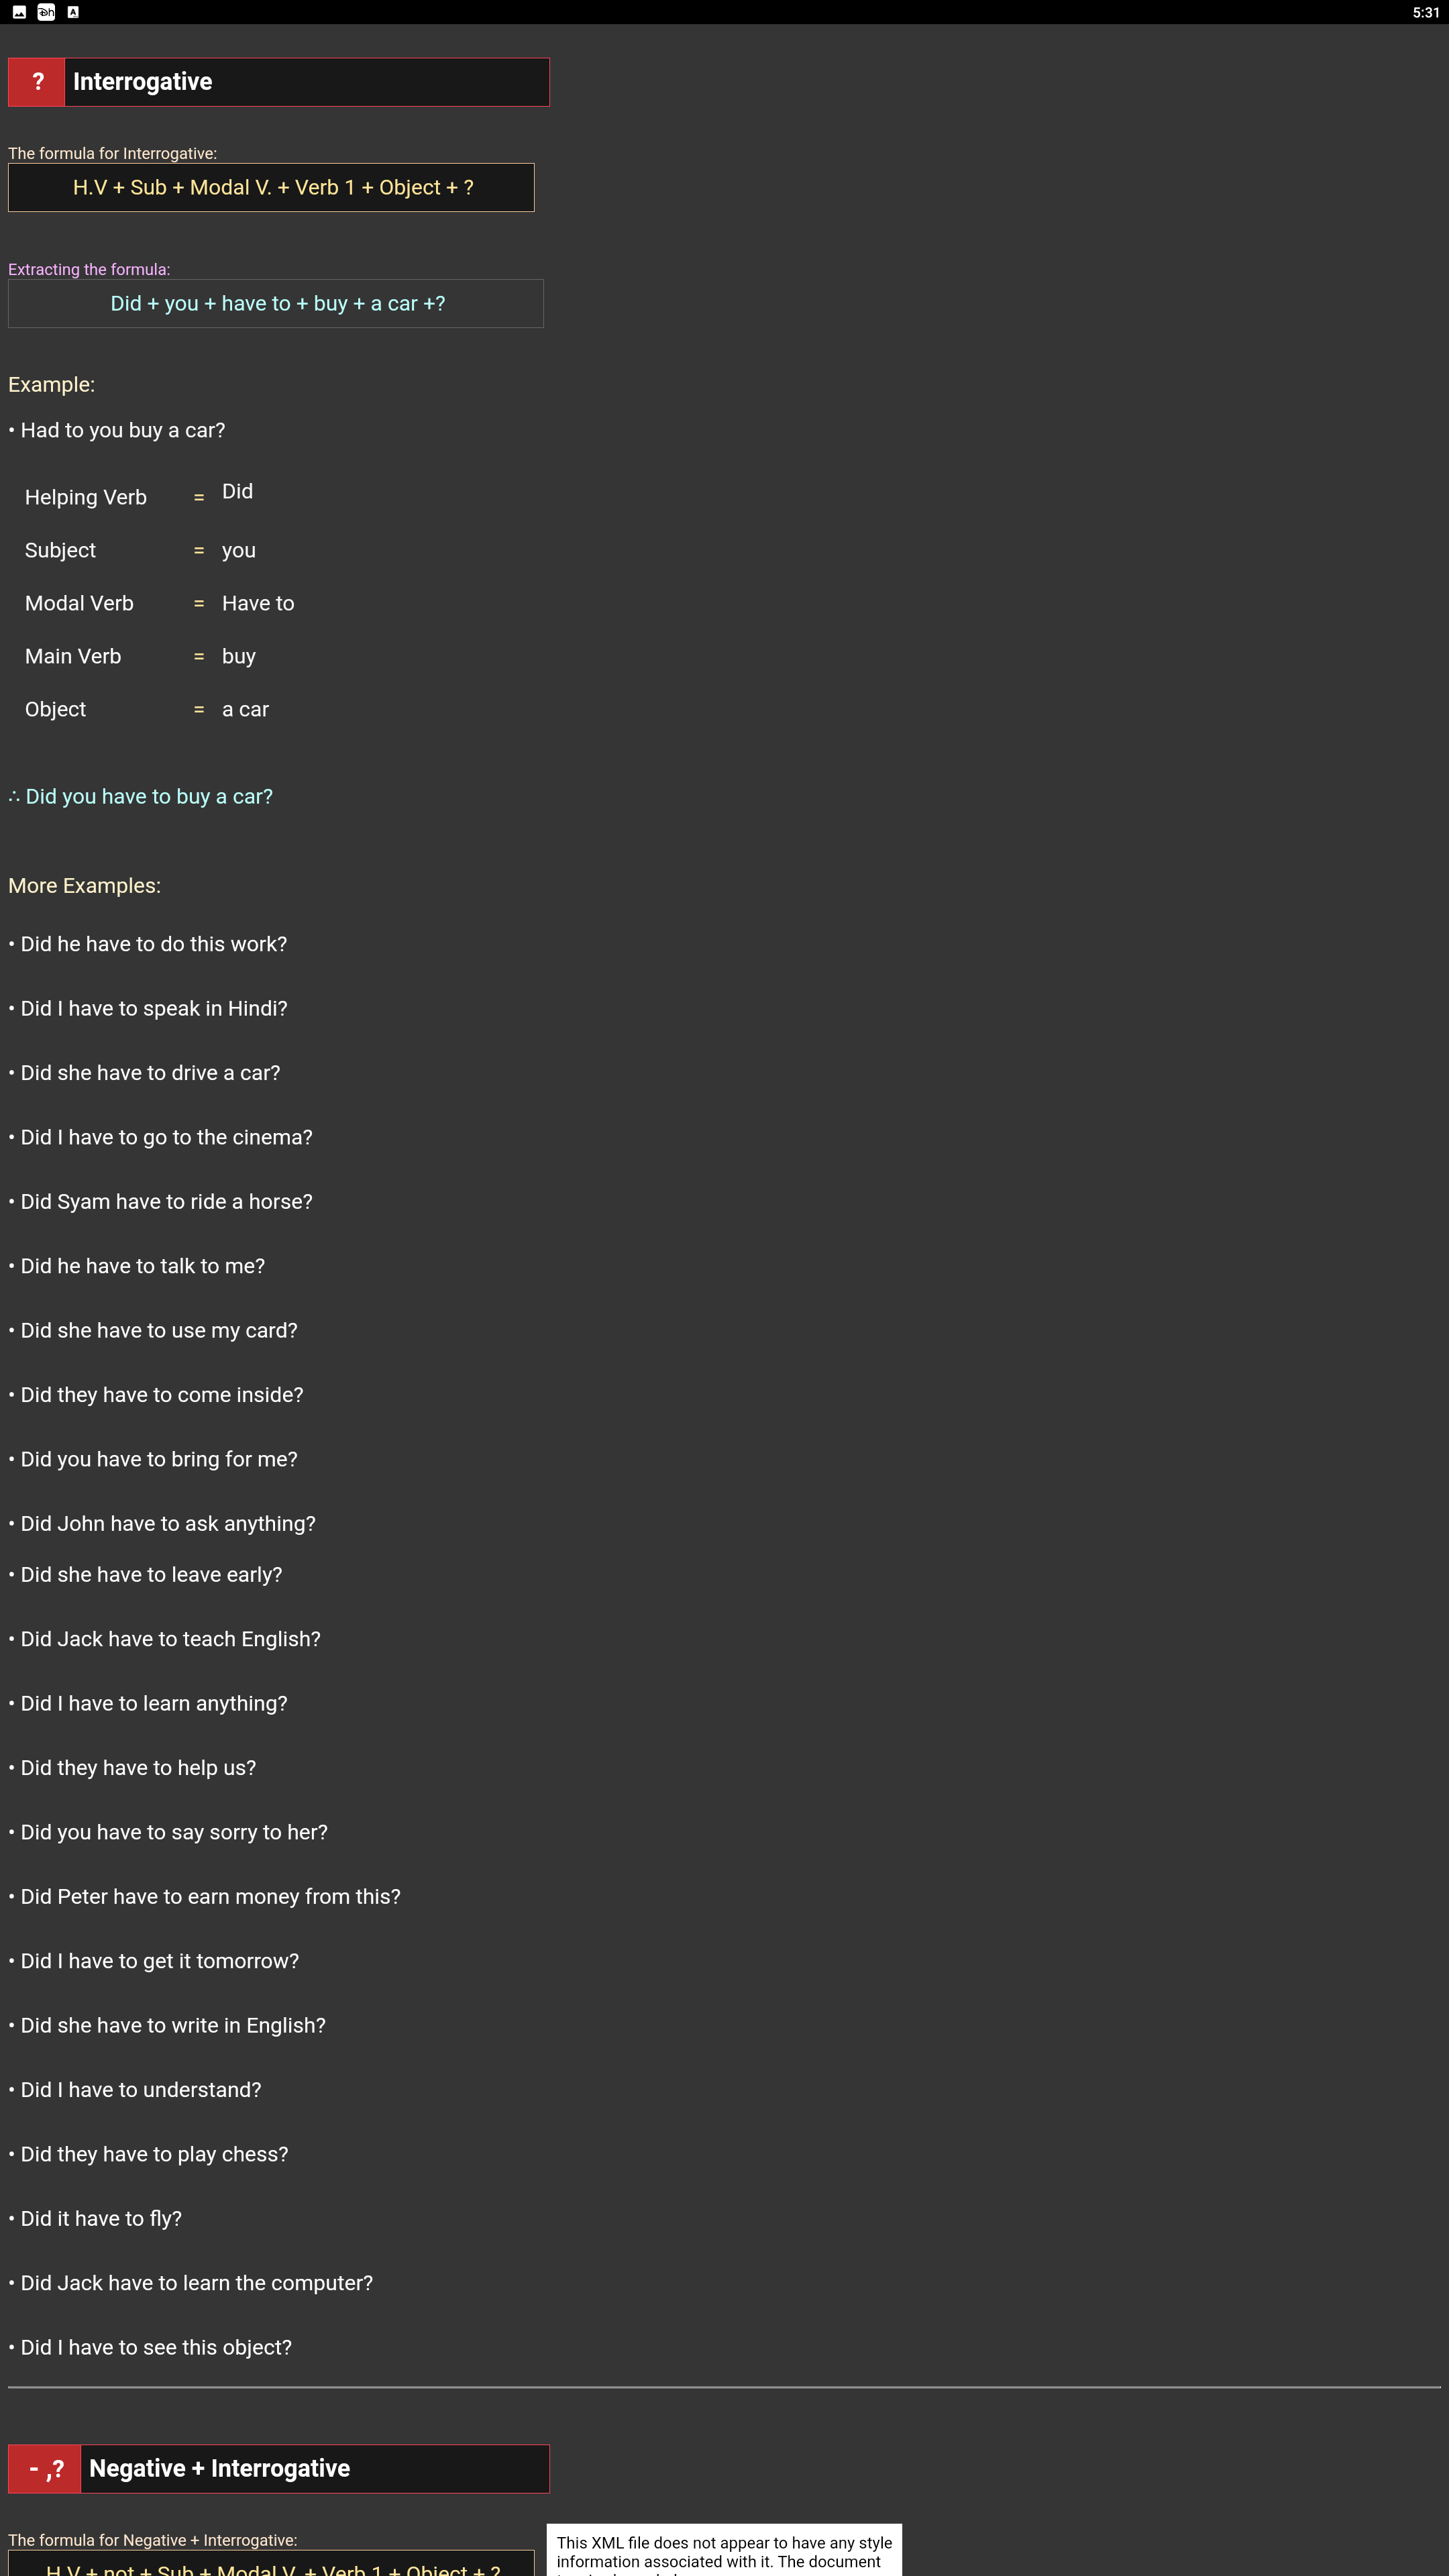 5:31
? Interrogative
The formula for Interrogative:
H.V + Sub + Modal V. + Verb 1 + Object + ?
Extracting the formula:
Did + you + have to + buy + a car +?
Example:
• Had to you buy a car?
Helping Verb = Did
Subject = you
Modal Verb = Have to
Main Verb = buy
Object = a car
∴ Did you have to buy a car?
More Examples:
• Did he have to do this work?
• Did I have to speak in Hindi?
• Did she have to drive a car?
• Did I have to go to the cinema?
• Did Syam have to ride a horse?
• Did he have to talk to me?
• Did she have to use my card?
• Did they have to come inside?
• Did you have to bring for me?
• Did John have to ask anything?
• Did she have to leave early?
• Did Jack have to teach English?
• Did I have to learn anything?
• Did they have to help us?
• Did you have to say sorry to her?
• Did Peter have to earn money from this?
• Did I have to get it tomorrow?
• Did she have to write in English?
• Did I have to understand?
• Did they have to play chess?
• Did it have to fly?
• Did Jack have to learn the computer?
• Did I have to see this object?
- ,? Negative + Interrogative
The formula for Negative + Interrogative:
H.V + not + Sub + Modal V. + Verb 1 + Object + ?
This XML file does not appear to have any style
information associated with it. The document